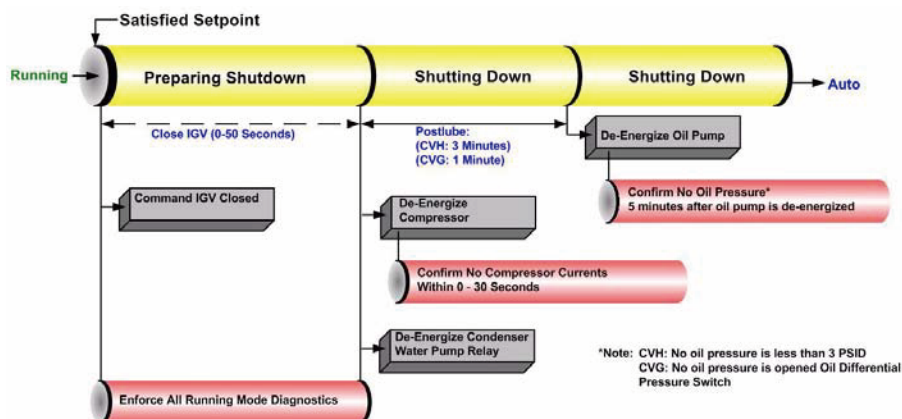 Satisfied Setpoint
Running
Preparing Shutdown
Shutting Down
Shutting Down
Auto
Close IGV (0-50 Seconds)
Postlube:
(CVH: 3 Minutes)
(CVG: 1 Minute)
De-Energize Oil Pump
Command IGV Closed
De-Energize
Compressor
Confirm No Oil Pressure*
5 minutes after oil pump is de-energized
Confirm No Compressor Currents
Within 0 - 30 Seconds
De-Energize Condenser
Water Pump Relay
*Note: CVH: No oil pressure is less than 3 PSID
CVG: No oil pressure is opened Oil Differential
Pressure Switch
Enforce All Running Mode Diagnostics